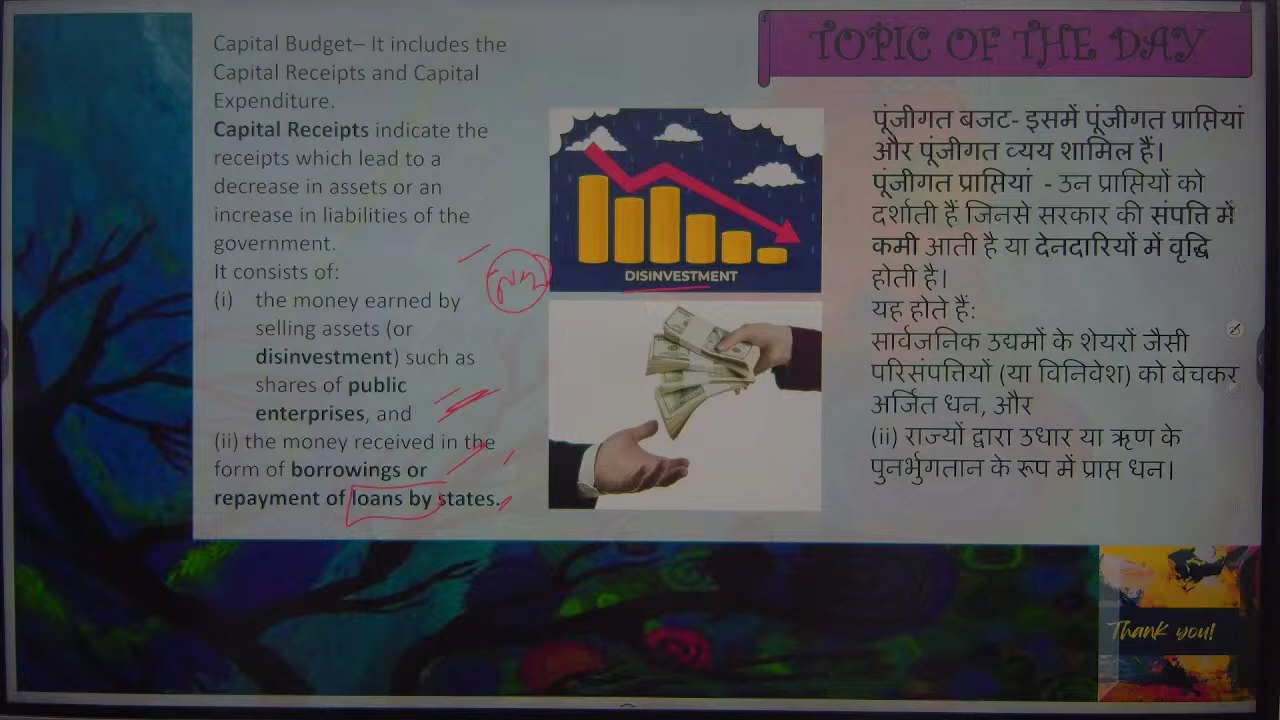 TOPIC OF THE DAY
Capital Budget– It includes the
Capital Receipts and Capital
Expenditure.
Capital Receipts indicate the
receipts which lead to a
decrease in assets or an
increase in liabilities of the
government.
It consists of:
(i) the money earned by
selling assets (or
disinvestment) such as
shares of public
enterprises, and
(ii) the money received in the
form of borrowings or
repayment of loans by states.
DISINVESTMENT
पूंजीगत बजट- इसमें पूंजीगत प्राप्तियां
और पूंजीगत व्यय शामिल हैं।
पूंजीगत प्राप्तियां - उन प्राप्तियों को
दर्शाती हैं जिनसे सरकार की संपत्ति में
कमी आती है या देनदारियों में वृद्धि
होती है।
यह होते हैं:
सार्वजनिक उद्यमों के शेयरों जैसी
परिसंपत्तियों (या विनिवेश) को बेचकर
अर्जित धन, और
(ii) राज्यों द्वारा उधार या ऋण के
पुनर्भुगतान के रूप में प्राप्त धन।
Thank you!